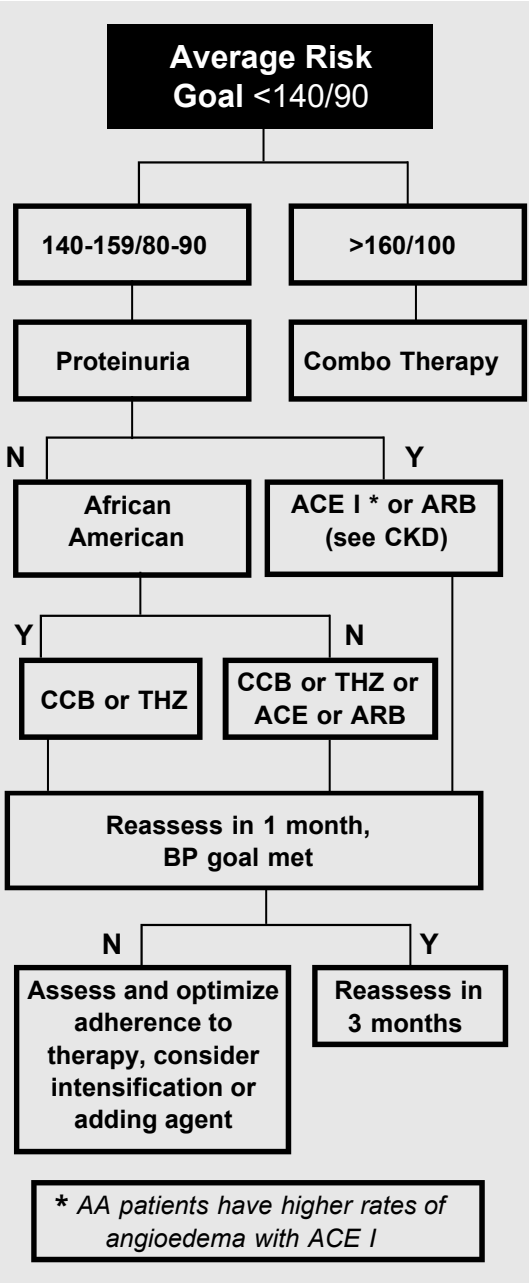 Average Risk
Goal <140/90
140-159/80-90
>160/100
Proteinuria
Combo Therapy
N
Y
African
American
ACE I * or ARB
(see CKD)
Y
N
CCB or THZ
CCB or THZ or
ACE or ARB
Reassess in 1 month,
BP goal met
N
Y
Assess and optimize
adherence to
therapy, consider
intensification or
adding agent
Reassess in
3 months
* AA patients have higher rates of
angioedema with ACE I